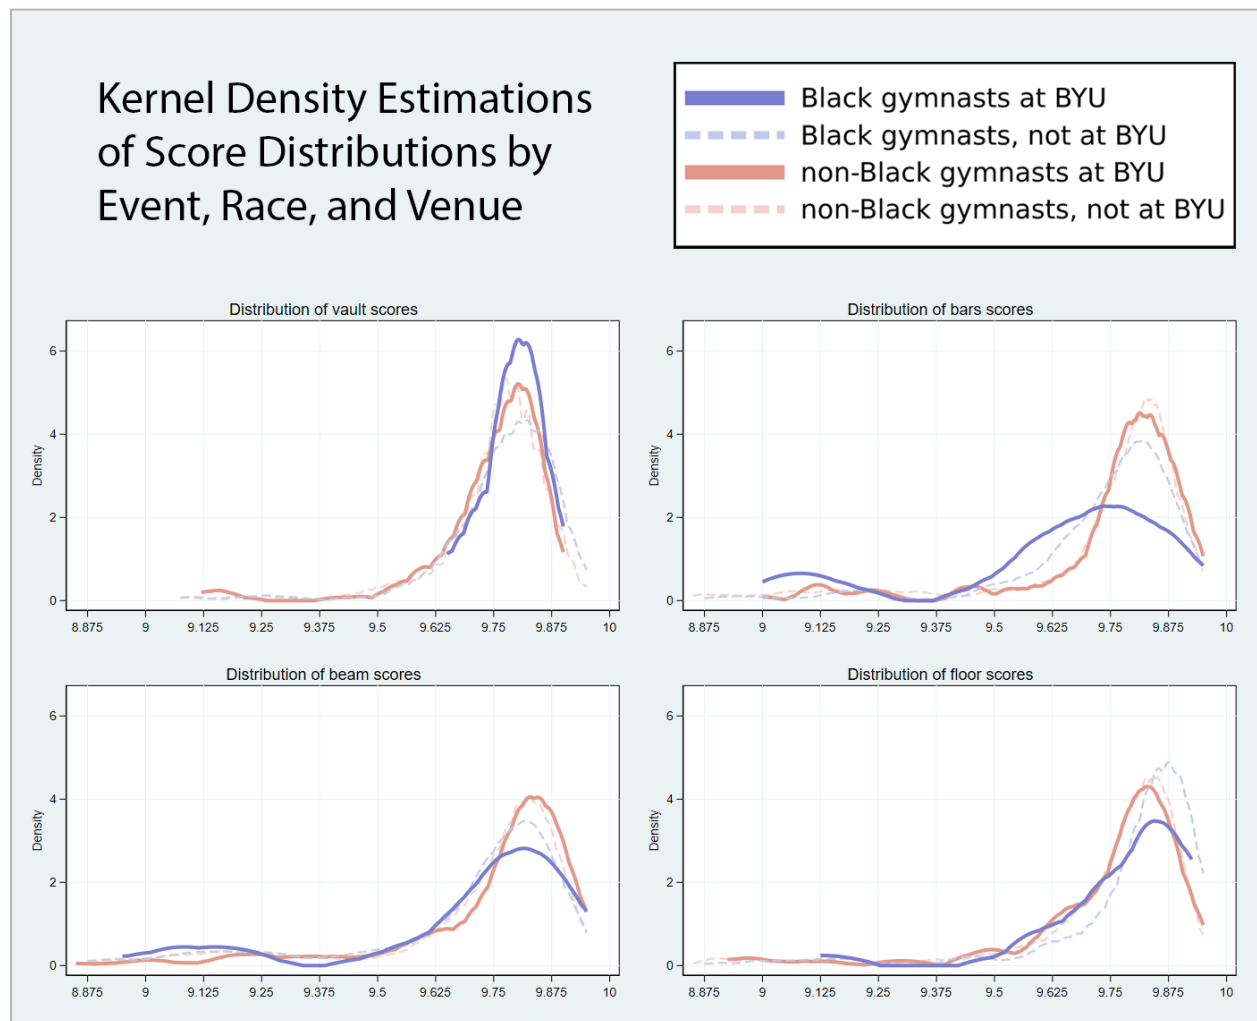 Kernel Density Estimations
of Score Distributions by
Event, Race, and Venue
Black gymnasts at BYU
Black gymnasts, not at BYU
non-Black gymnasts at BYU
non-Black gymnasts, not at BYU
Distribution of vault scores
Density
6
4
2
0
8.875 9 9.125 9.25 9.375 9.5 9.625 9.75 9.875 10
Distribution of bars scores
Density
6
4
2
0
8.875 9 9.125 9.25 9.375 9.5 9.625 9.75 9.875 10
Distribution of beam scores
Density
6
4
2
0
8.875 9 9.125 9.25 9.375 9.5 9.625 9.75 9.875 10
Distribution of floor scores
Density
6
4
2
0
8.875 9 9.125 9.25 9.375 9.5 9.625 9.75 9.875 10